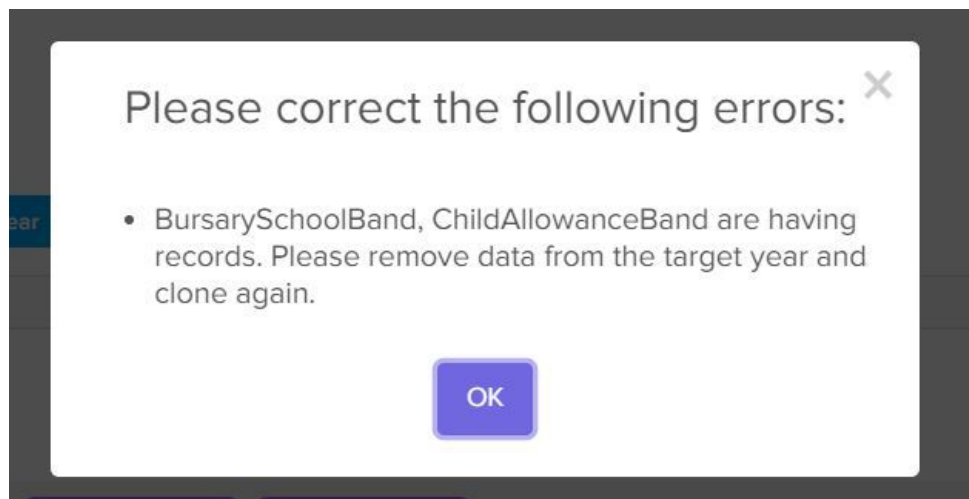 Please correct the following errors:
ear
• BursarySchoolBand, ChildAllowanceBand are having
records. Please remove data from the target year and
clone again.
OK